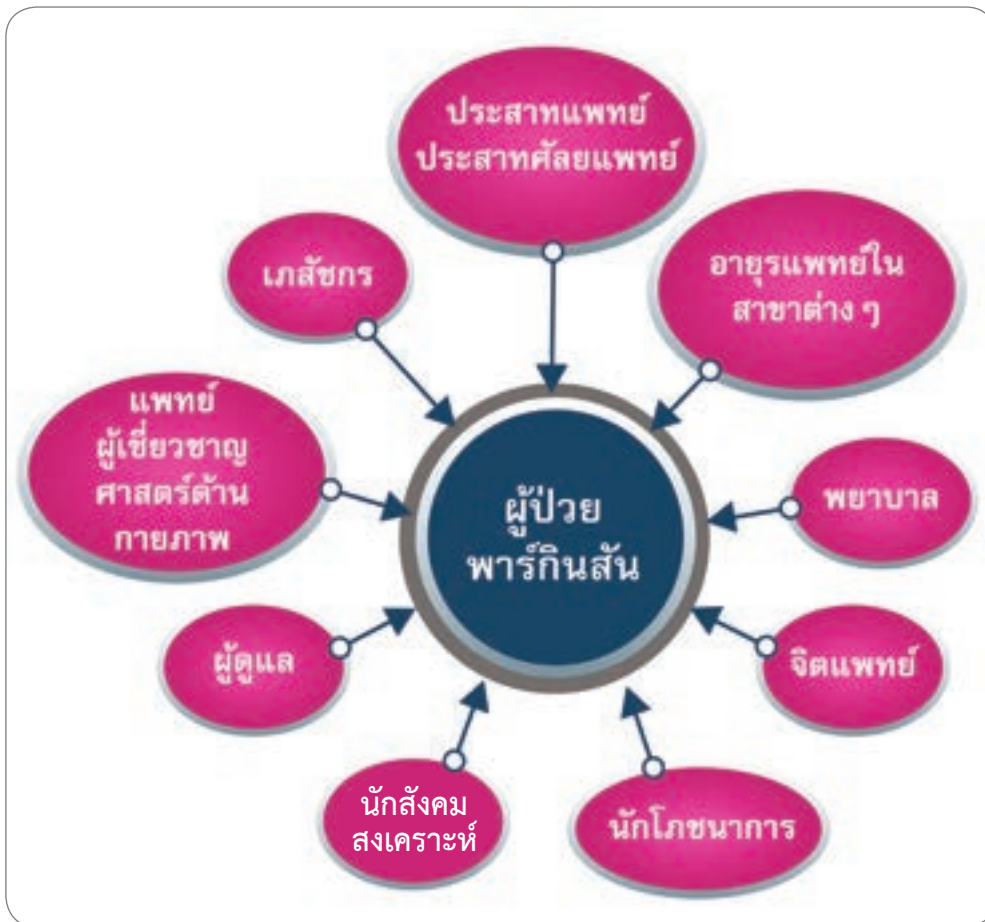 ประสาทแพทย์
ประสาทศัลยแพทย์
อายุรแพทย์ใน
สาขาต่าง ๆ
เภสัชกร
แพทย์
ผู้เชี่ยวชาญ
ศาสตร์ด้าน
กายภาพ
ผู้ป่วย
พาร์กินสัน
พยาบาล
ผู้ดูแล
จิตแพทย์
นักสังคม
สงเคราะห์
นักโภชนาการ